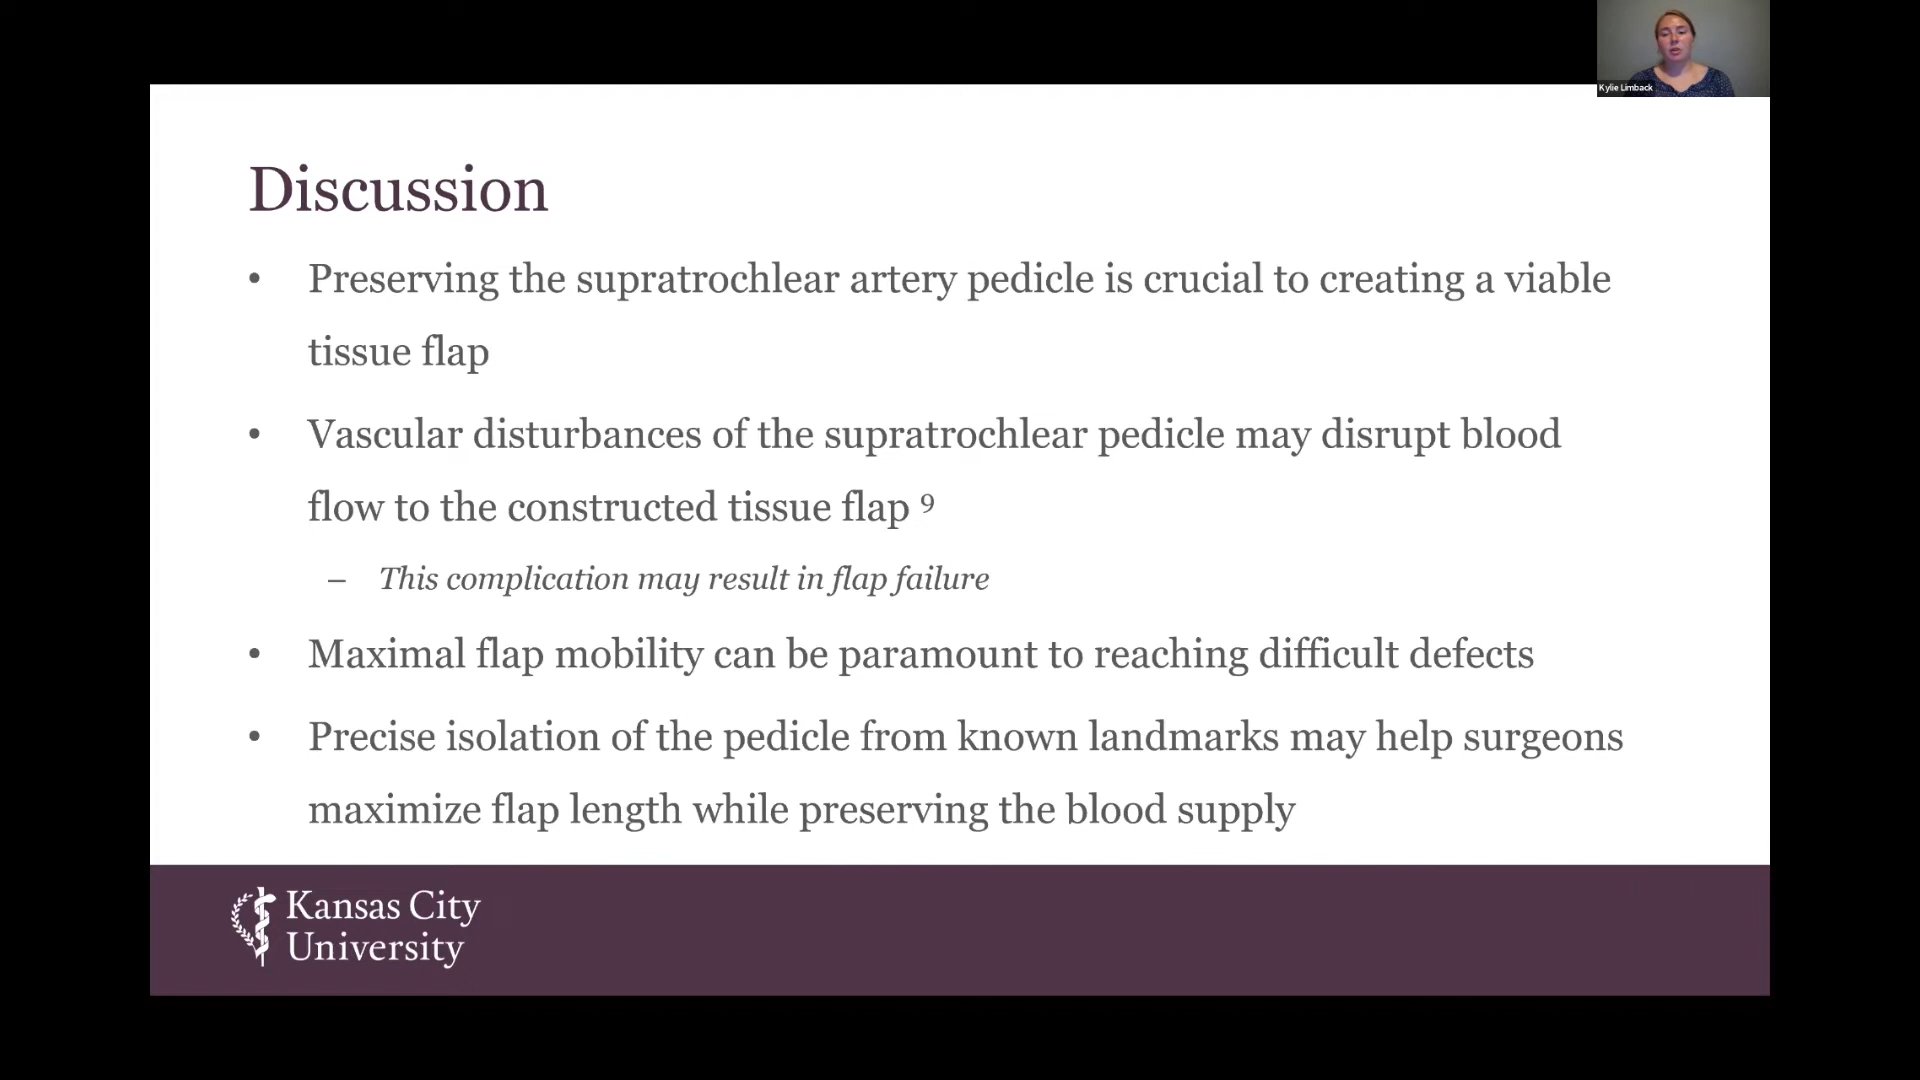 Kylie Limback
Discussion
• Preserving the supratrochlear artery pedicle is crucial to creating a viable
tissue flap
• Vascular disturbances of the supratrochlear pedicle may disrupt blood
flow to the constructed tissue flap 9
– This complication may result in flap failure
• Maximal flap mobility can be paramount to reaching difficult defects
• Precise isolation of the pedicle from known landmarks may help surgeons
maximize flap length while preserving the blood supply
Kansas City
University